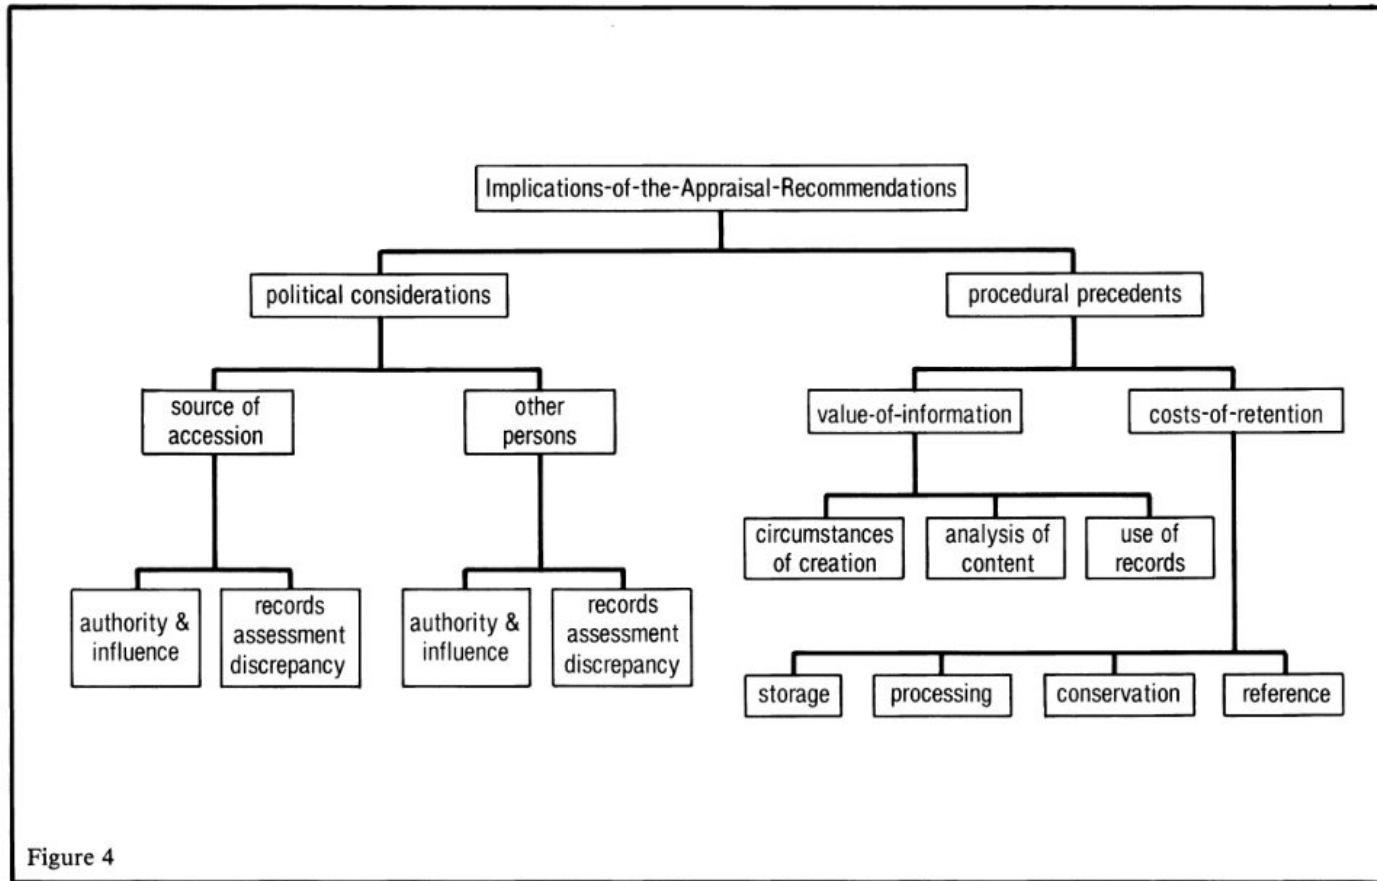 Implications-of-the-Appraisal-Recommendations
political considerations
procedural precedents
source of
accession
other
persons
value-of-information
costs-of-retention
circumstances
of creation
analysis of
content
use of
records
authority &
influence
records
assessment
discrepancy
authority &
influence
records
assessment
discrepancy
storage
processing
conservation
reference
Figure 4